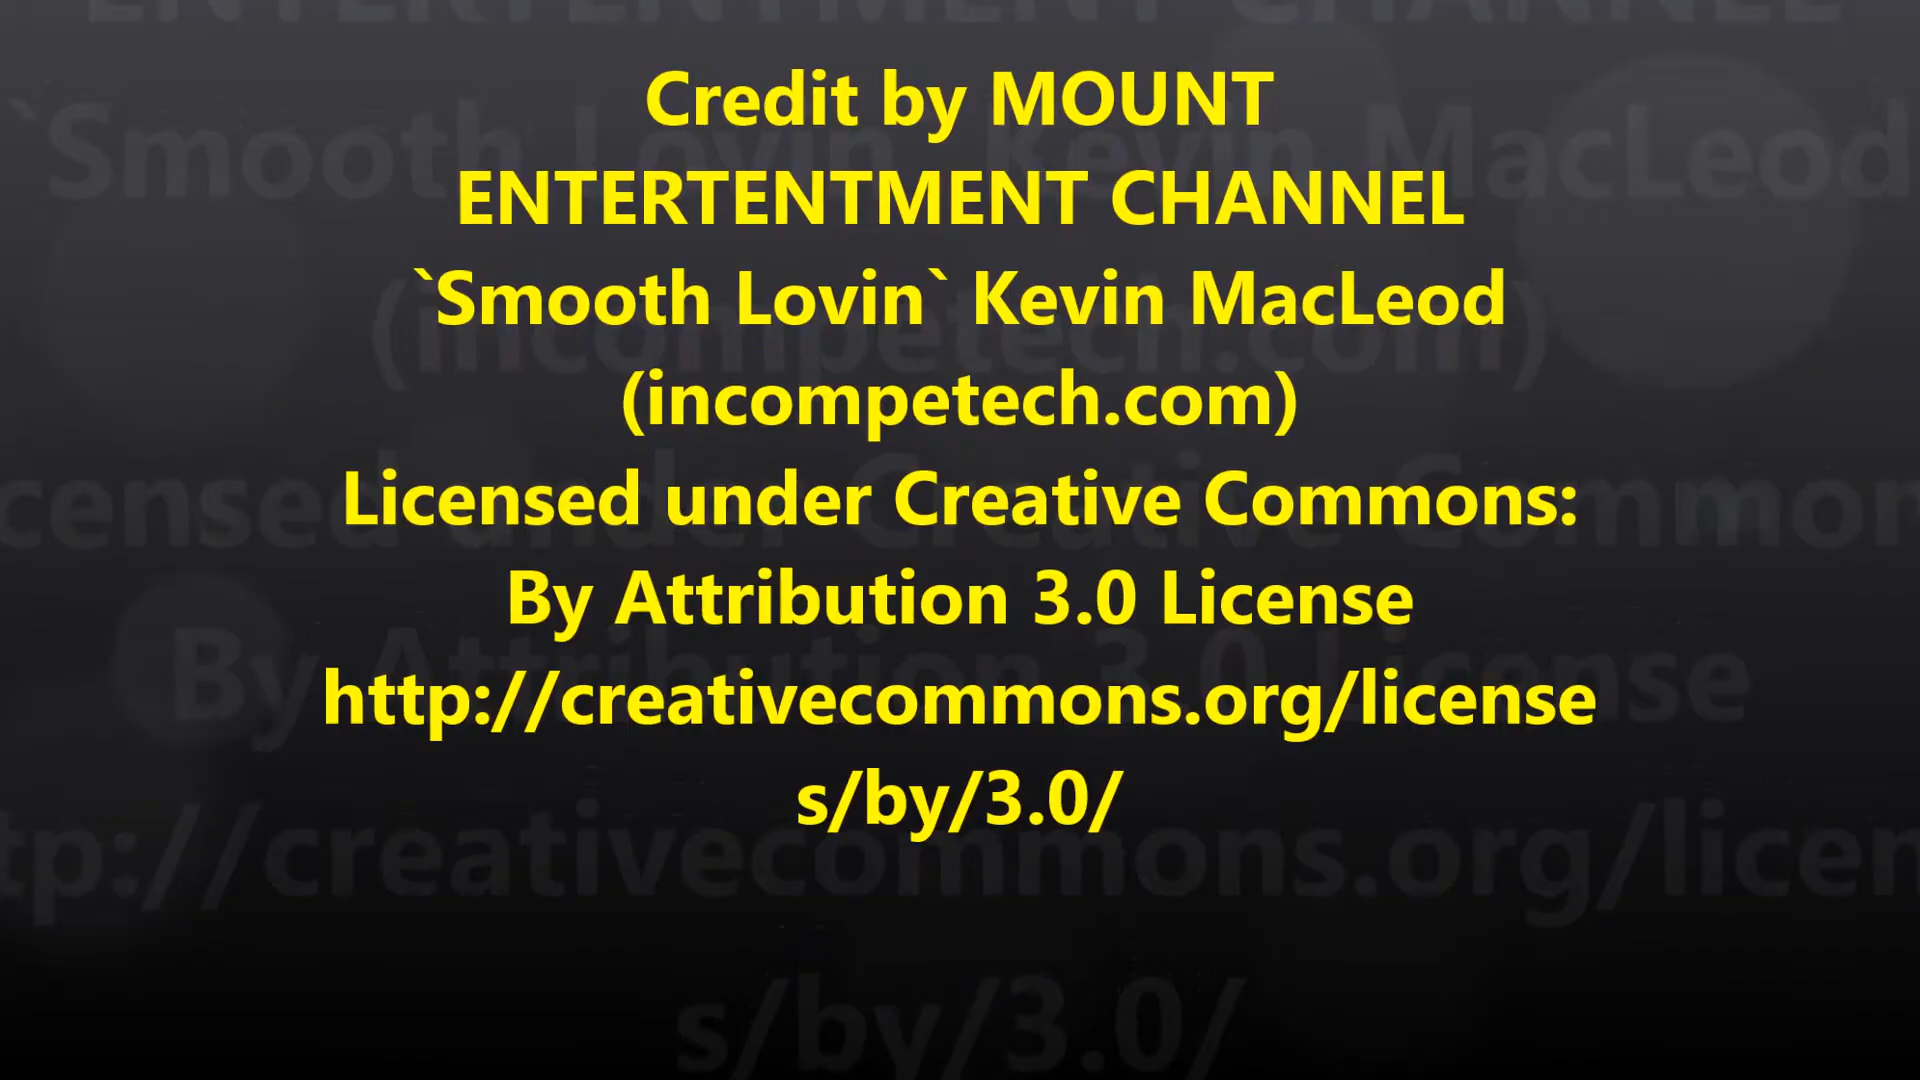 Credit by MOUNT
ENTERTENTMENT CHANNEL
`Smooth Lovin` Kevin MacLeod
(incompetech.com)
Licensed under Creative Commons:
By Attribution 3.0 License
http://creativecommons.org/license
s/by/3.0/